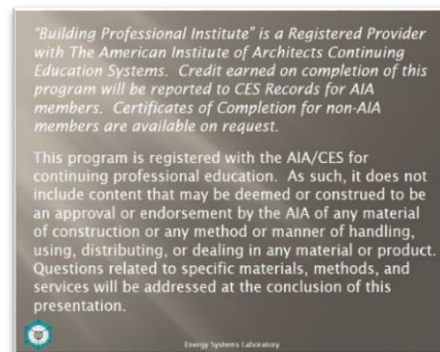 "Building Professional Institute" is a Registered Provider
with The American Institute of Architects Continuing
Education Systems. Credit earned on completion of this
program will be reported to CES Records for AIA
members. Certificates of Completion for non-AIA
members are available on request.
This program is registered with the AIA/CES for
continuing professional education. As such, it does not
include content that may be deemed or construed to be
an approval or endorsement by the AIA of any material
of construction or any method or manner of handling,
using, distributing, or dealing in any material or product.
Questions related to specific materials, methods, and
services will be addressed at the conclusion of this
presentation.
Energy Systems Laboratory